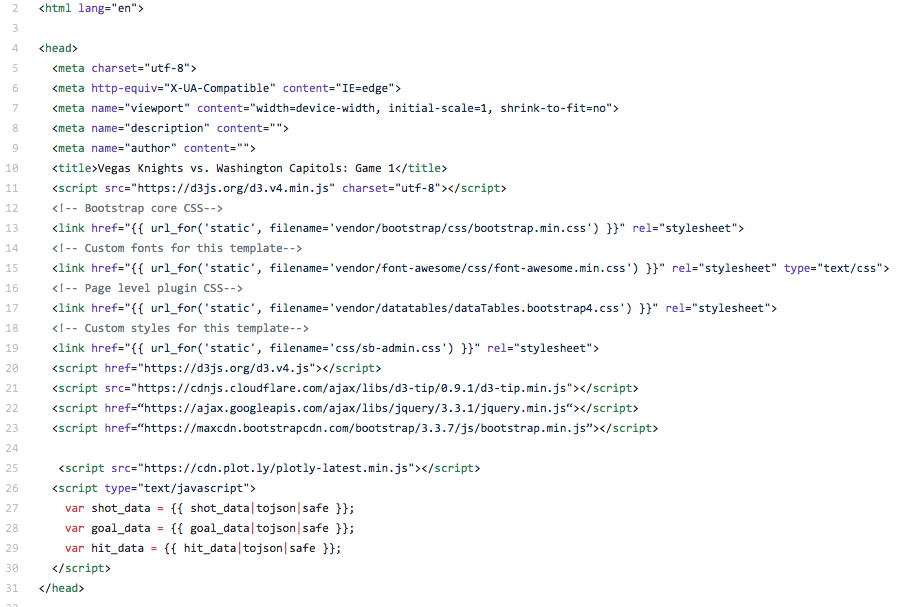 2 <html lang="en">
3
4 <head>
5 <meta charset="utf-8">
6 <meta http-equiv="X-UA-Compatible" content="IE=edge">
7 <meta name="viewport" content="width=device-width, initial-scale=1, shrink-to-fit=no">
8 <meta name="description" content="">
9 <meta name="author" content="">
10 <title>Vegas Knights vs. Washington Capitols: Game 1</title>
11 <script src="https://d3js.org/d3.v4.min.js" charset="utf-8"></script>
12 <!-- Bootstrap core CSS-->
13 <link href="{{ url_for('static', filename='vendor/bootstrap/css/bootstrap.min.css') }}" rel="stylesheet">
14 <!-- Custom fonts for this template-->
15 <link href="{{ url_for('static', filename='vendor/font-awesome/css/font-awesome.min.css') }}" rel="stylesheet" type="text/css">
16 <!-- Page level plugin CSS-->
17 <link href="{{ url_for('static', filename='vendor/datatables/dataTables.bootstrap4.css') }}" rel="stylesheet">
18 <!-- Custom styles for this template-->
19 <link href="{{ url_for('static', filename='css/sb-admin.css') }}" rel="stylesheet">
20 <script href="https://d3js.org/d3.v4.js"></script>
21 <script src="https://cdnjs.cloudflare.com/ajax/libs/d3-tip/0.9.1/d3-tip.min.js"></script>
22 <script href=“https://ajax.googleapis.com/ajax/libs/jquery/3.3.1/jquery.min.js“></script>
23 <script href=“https://maxcdn.bootstrapcdn.com/bootstrap/3.3.7/js/bootstrap.min.js”></script>
24
25 <script src="https://cdn.plot.ly/plotly-latest.min.js"></script>
26 <script type="text/javascript">
27 var shot_data = {{ shot_data|tojson|safe }};
28 var goal_data = {{ goal_data|tojson|safe }};
29 var hit_data = {{ hit_data|tojson|safe }};
30 </script>
31 </head>